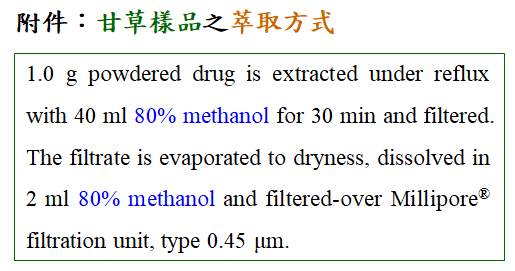 附件：甘草樣品之萃取方式
1.0 g powdered drug is extracted under reflux
with 40 ml 80% methanol for 30 min and filtered.
The filtrate is evaporated to dryness, dissolved in
2 ml 80% methanol and filtered-over Millipore®
filtration unit, type 0.45 μm.